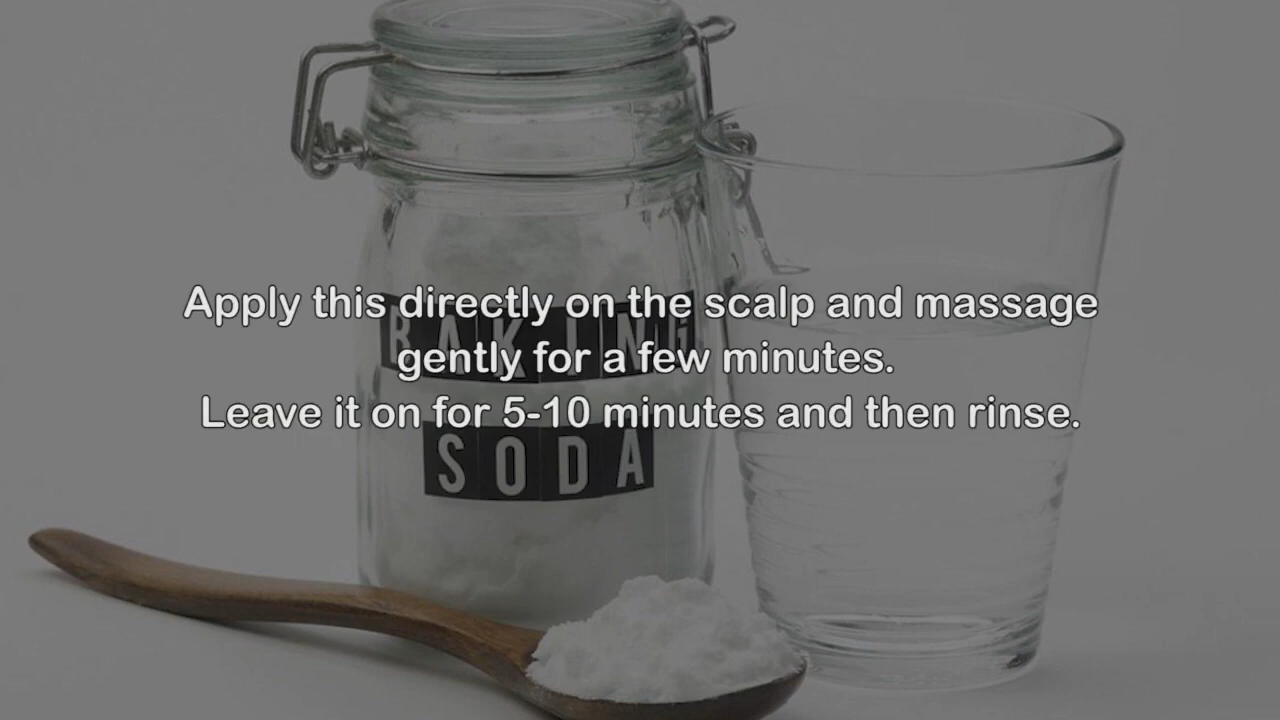 Apply this directly on the scalp and massage
gently for a few minutes.
Leave it on for 5-10 minutes and then rinse.
BAKING
SODA